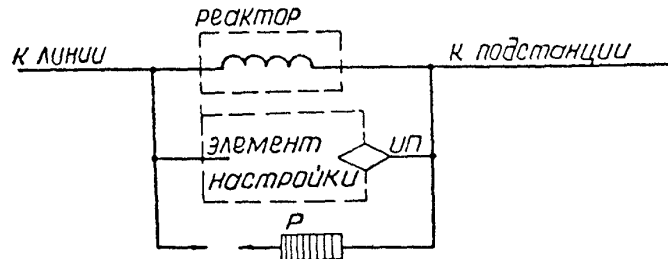 реактор
к линии
к подстанции
элемент
ИП
настройки
Р